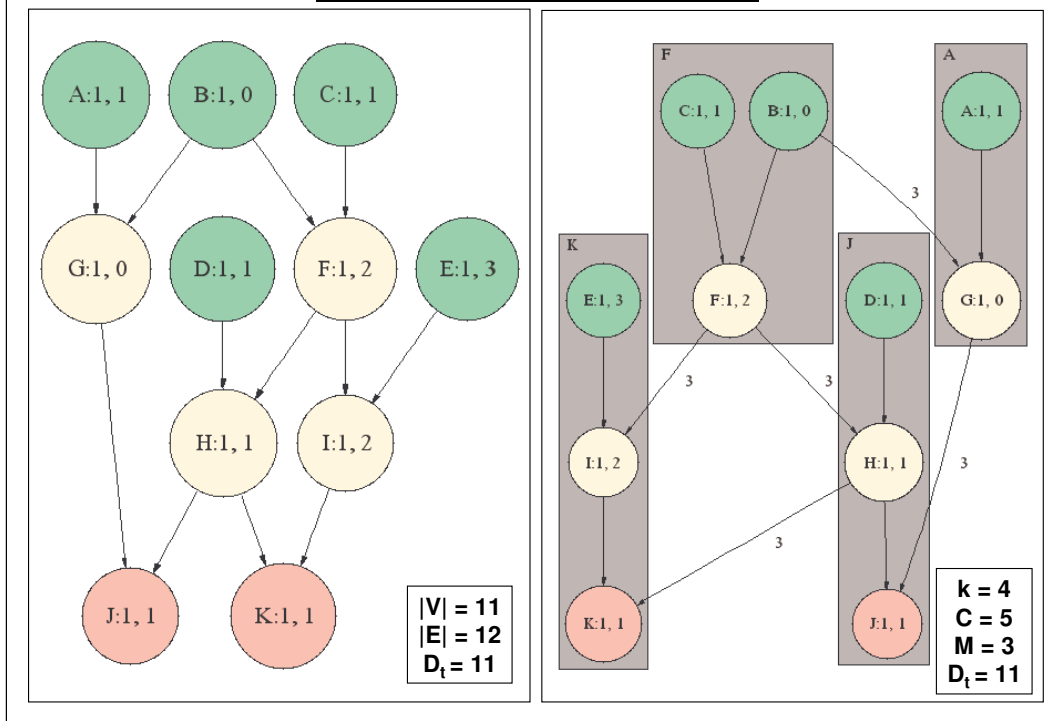 A:1, 1
B:1, 0
C:1, 1
G:1, 0
D:1, 1
F:1, 2
E:1, 3
H:1, 1
I:1, 2
J:1, 1
K:1, 1
|V| = 11
|E| = 12
Dt = 11
F
A
C:1, 1
B:1, 0
A:1, 1
3
K
J
E:1, 3
F:1, 2
D:1, 1
G:1, 0
3
3
I:1, 2
H:1, 1
3
3
K:1, 1
J:1, 1
k = 4
C = 5
M = 3
Dt = 11